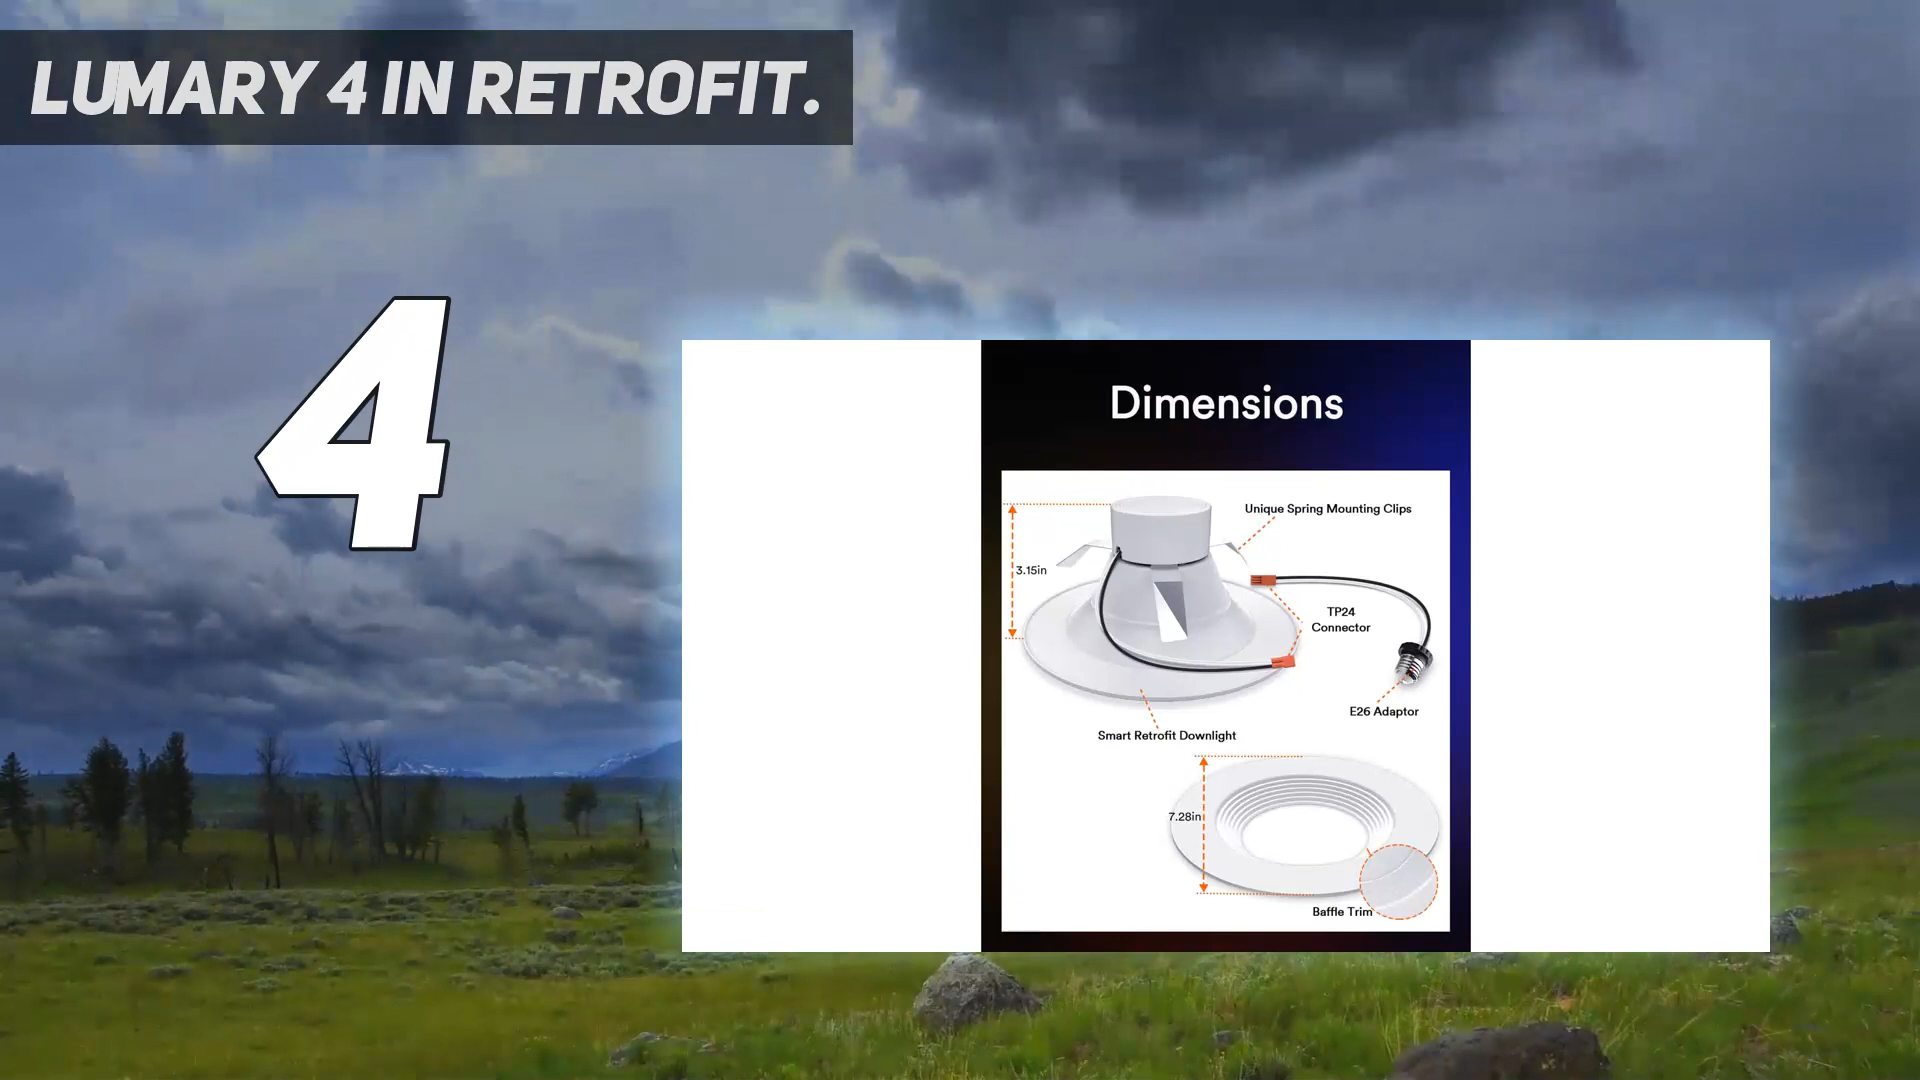 LUMARY 4 IN RETROFIT.
4
Dimensions
Unique Spring Mounting Clips
3.15in
TP24
Connector
E26 Adaptor
Smart Retrofit Downlight
7.28in
Baffle Trim